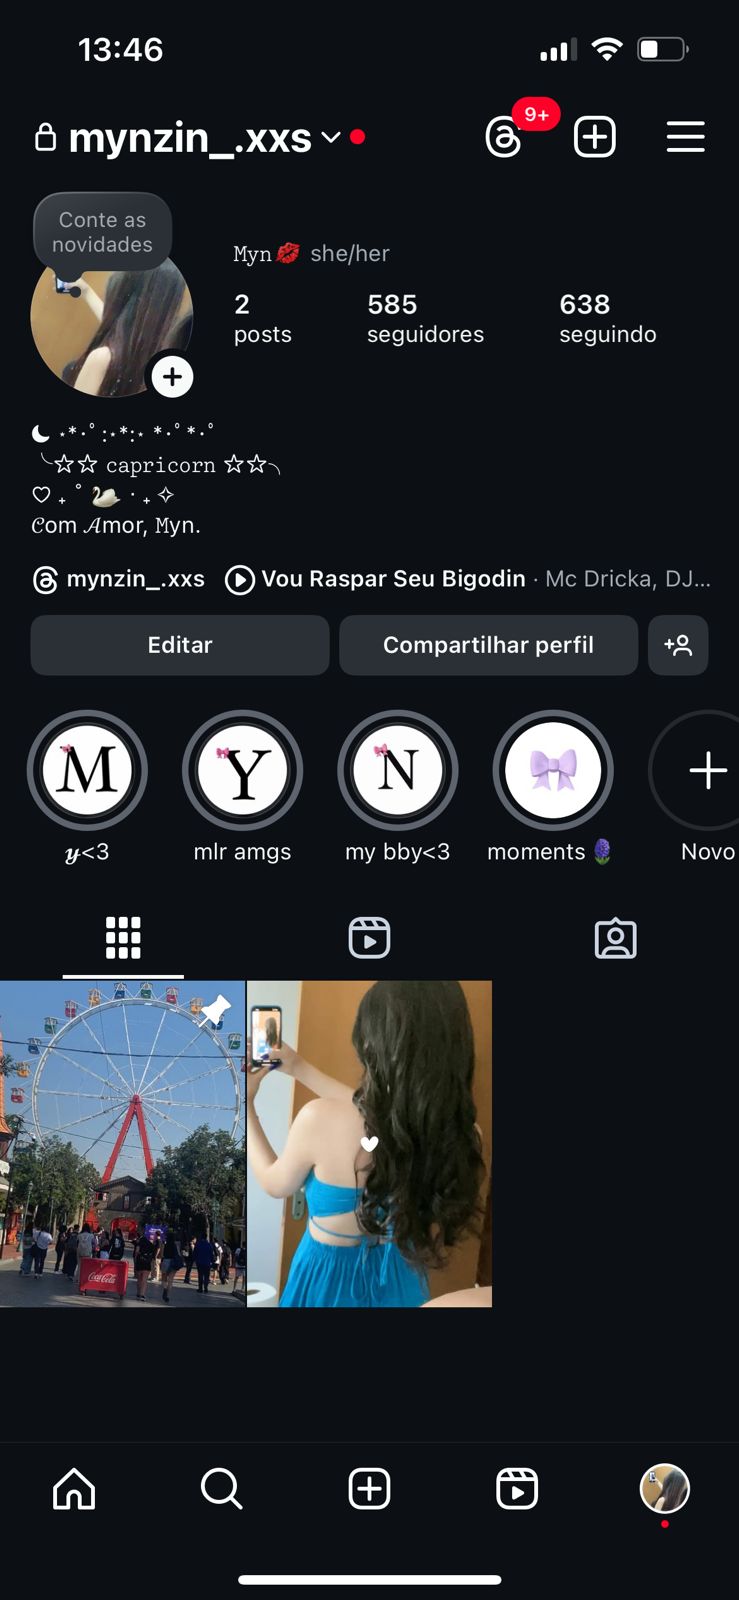 13:46
mynzin_.xxs
9+
Conte as
novidades
Myn💋 she/her
2 585 638
posts seguidores seguindo
☾ ⋆*･ﾟ:⋆*:⋆ *･ﾟ*･ﾟ
╰☆☆ capricorn ☆☆╮
♡ ₊ ˚ 🦢 · ₊ ✧
𝒞om 𝒜mor, Myn.
mynzin_.xxs Vou Raspar Seu Bigodin · Mc Dricka, DJ...
Editar Compartilhar perfil
M Y N
𝔂<3 mlr amgs my bby<3 moments 🪻 Novo
Coca-Cola